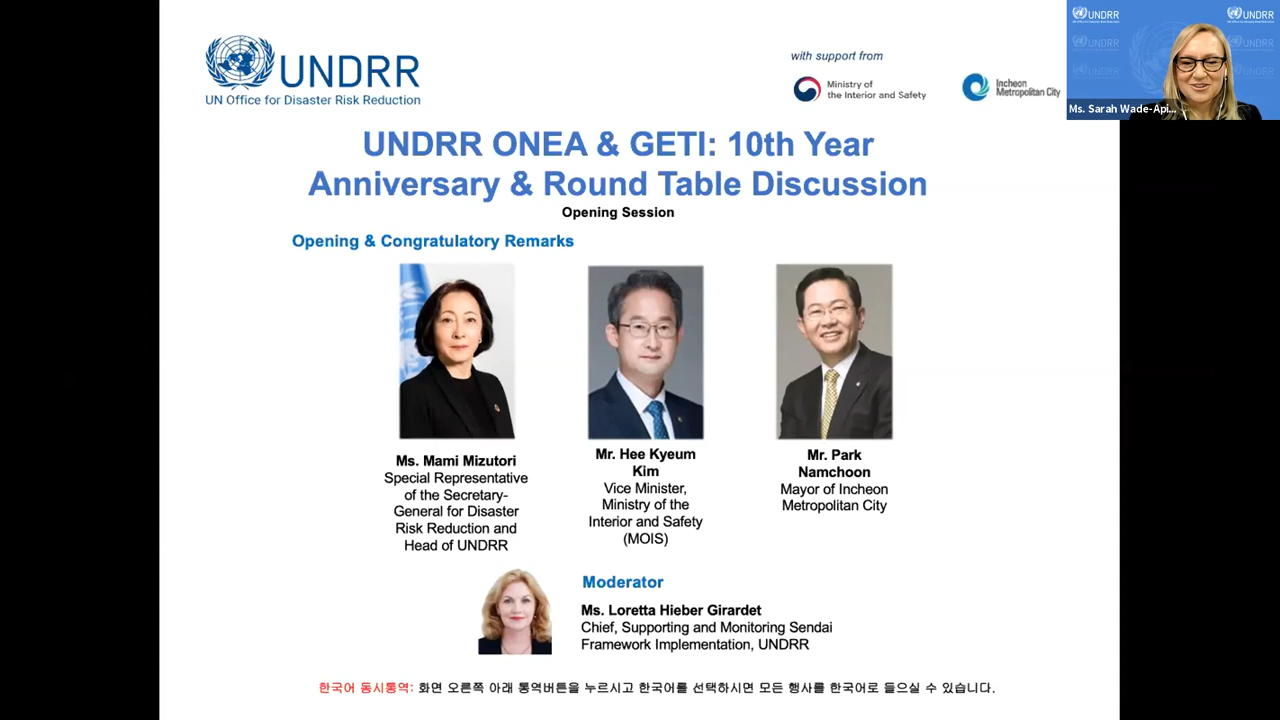 UNDRR
UN Office for Disaster Risk Reduction
with support from
Ministry of
the Interior and Safety
Incheon
Metropolitan City
UNDRR
UNDRR
UNDRR
UNDRR
Ms. Sarah Wade-Api...
UNDRR ONEA & GETI: 10th Year
Anniversary & Round Table Discussion
Opening Session
Opening & Congratulatory Remarks
Ms. Mami Mizutori
Special Representative
of the Secretary-
General for Disaster
Risk Reduction and
Head of UNDRR
Mr. Hee Kyeum
Kim
Vice Minister,
Ministry of the
Interior and Safety
(MOIS)
Mr. Park
Namchoon
Mayor of Incheon
Metropolitan City
Moderator
Ms. Loretta Hieber Girardet
Chief, Supporting and Monitoring Sendai
Framework Implementation, UNDRR
한국어 동시통역: 화면 오른쪽 아래 통역버튼을 누르시고 한국어를 선택하시면 모든 행사를 한국어로 들으실 수 있습니다.